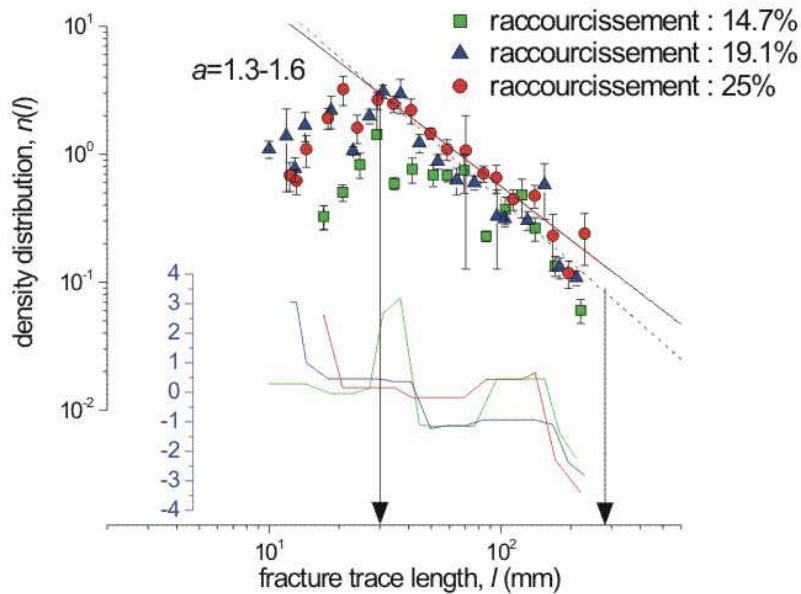 raccourcissement : 14.7%
raccourcissement : 19.1%
raccourcissement : 25%
a=1.3-1.6
density distribution, n(l)
10¹
10⁰
10⁻¹
10⁻²
4
3
2
1
0
-1
-2
-3
-4
10¹
10²
fracture trace length, l (mm)